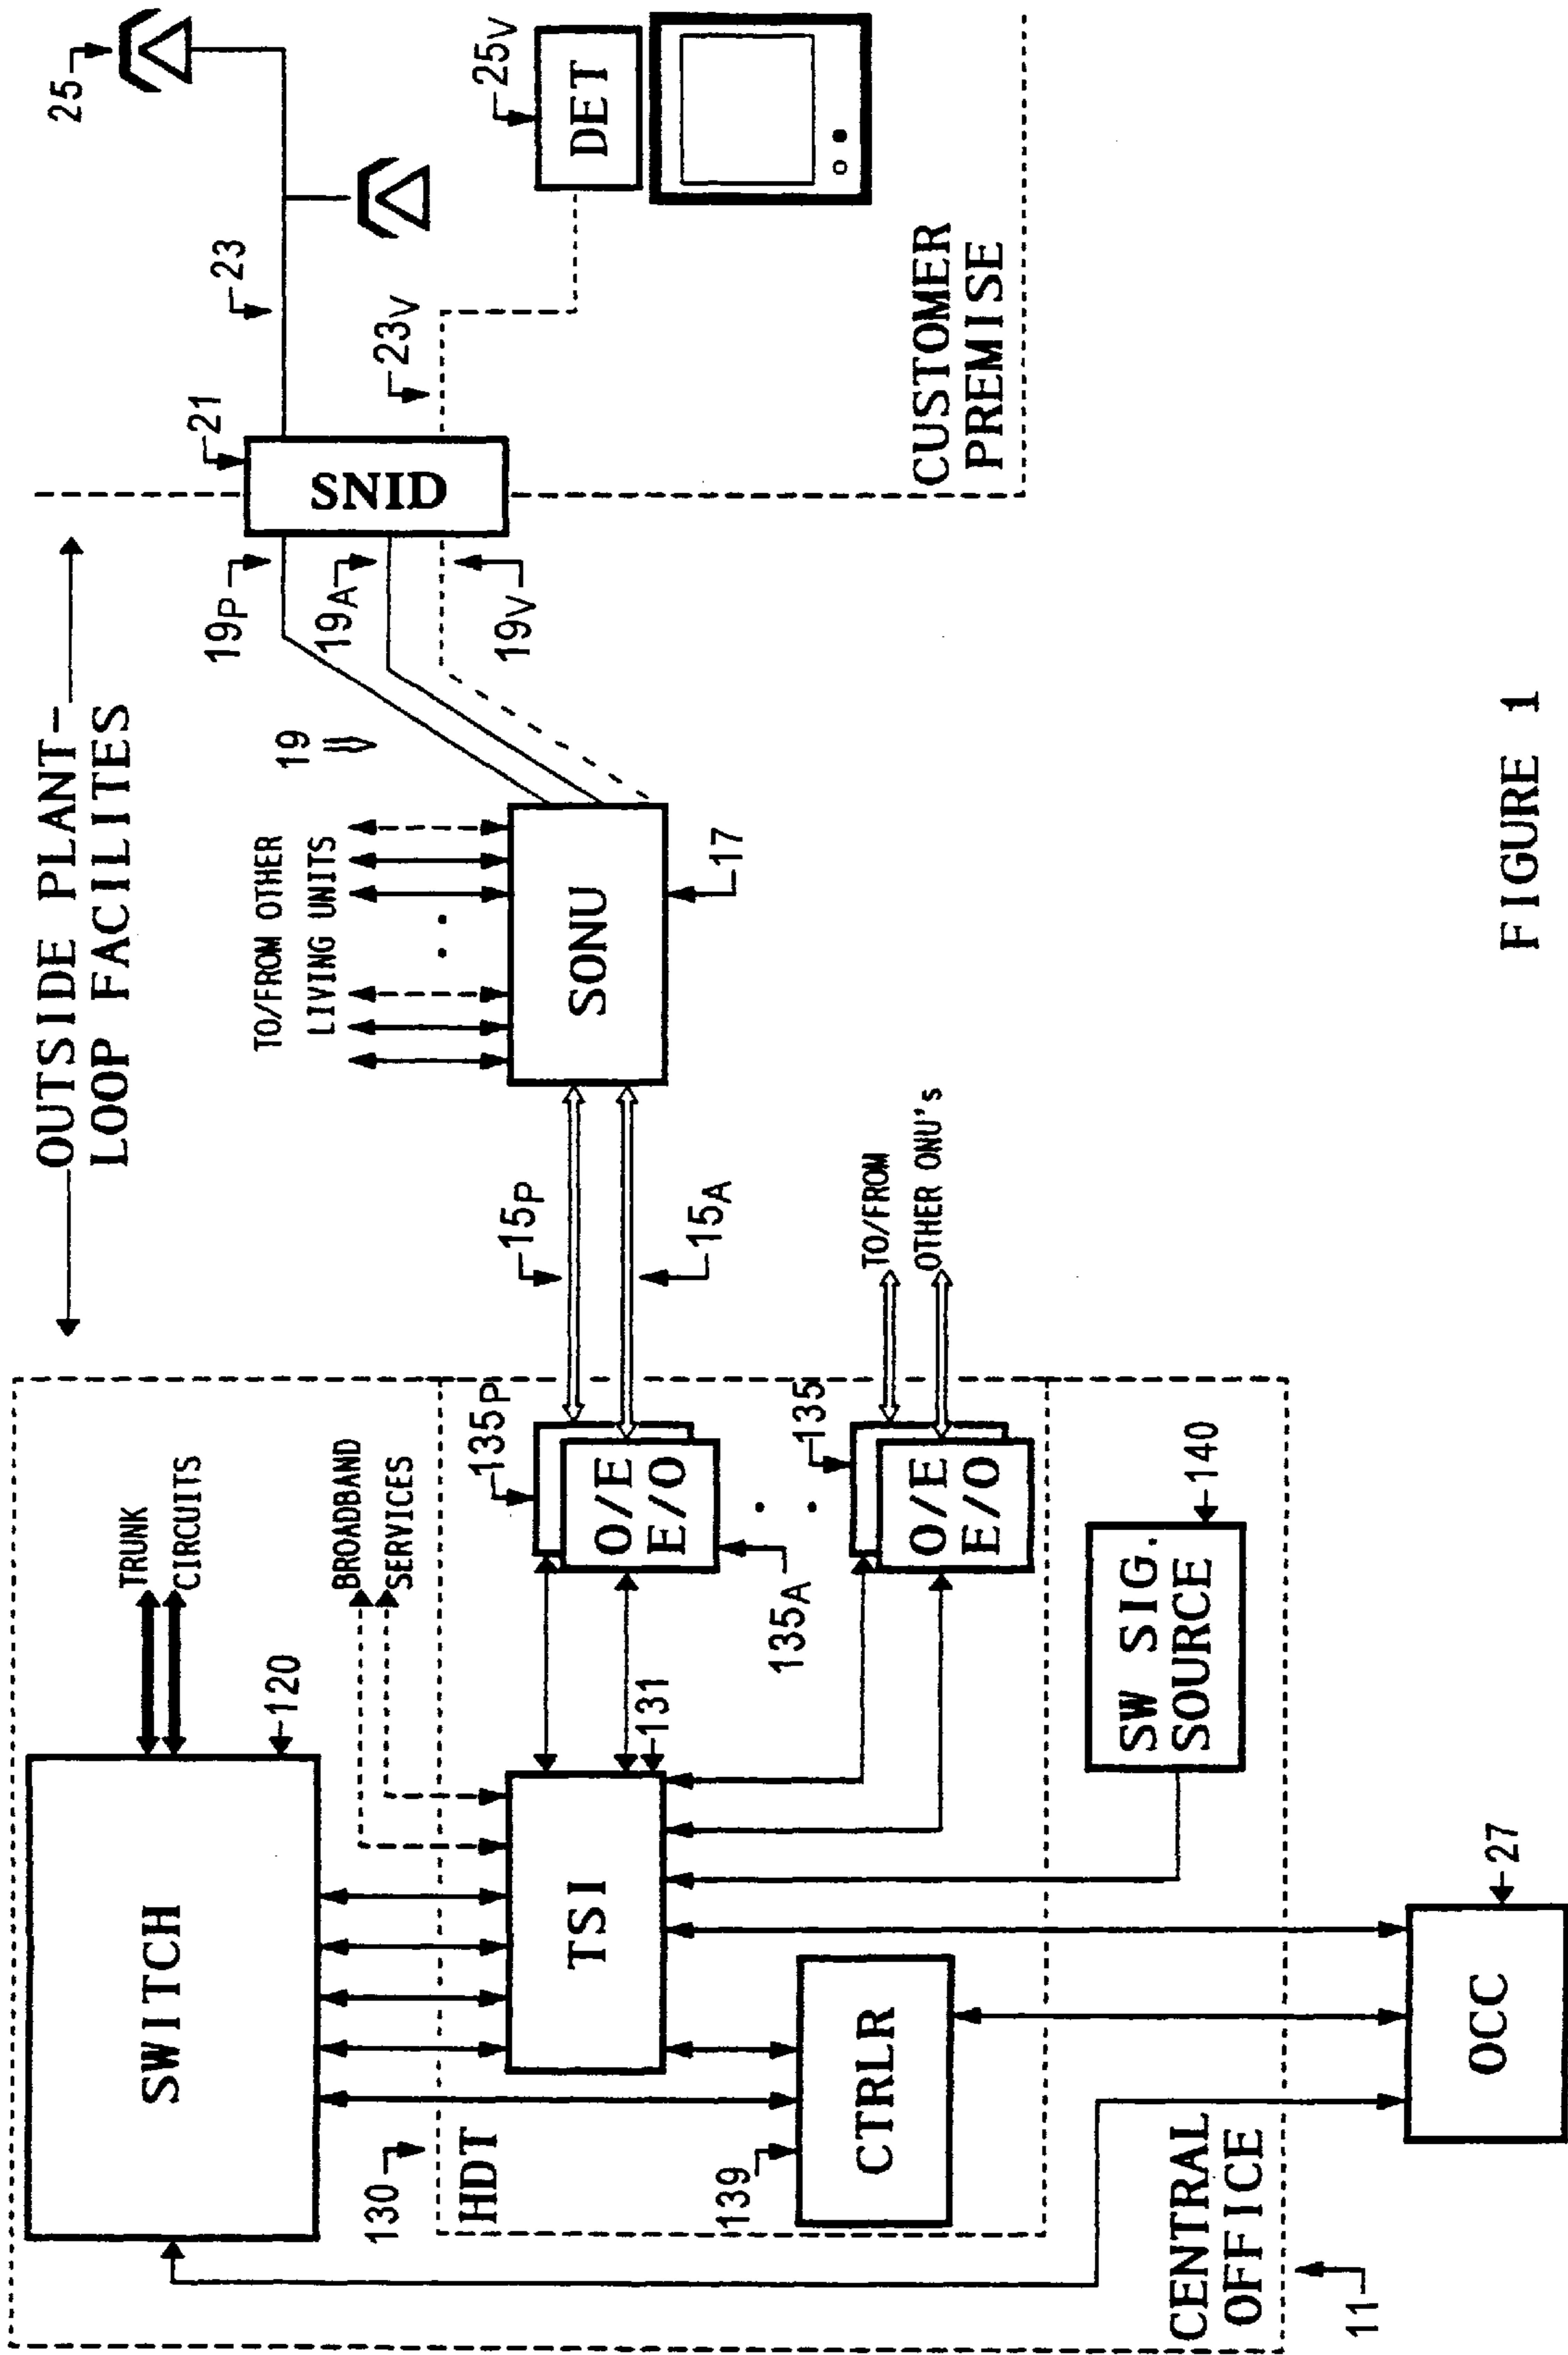 OUTSIDE PLANT-
LOOP FACILITES
TRUNK
CIRCUITS
SWITCH
120
BROADBAND
SERVICES
130
HDT
TSI
131
CTRLR
139
135P
O/E
E/O
135A
135
O/E
E/O
SW SIG.
SOURCE
140
CENTRAL
OFFICE
11
OCC
27
15P
15A
TO/FROM
OTHER ONU's
TO/FROM OTHER
LIVING UNITS
SONU
17
19
19P
19A
19V
SNID
21
23
23V
25
DET
25V
CUSTOMER
PREMISE
FIGURE 1